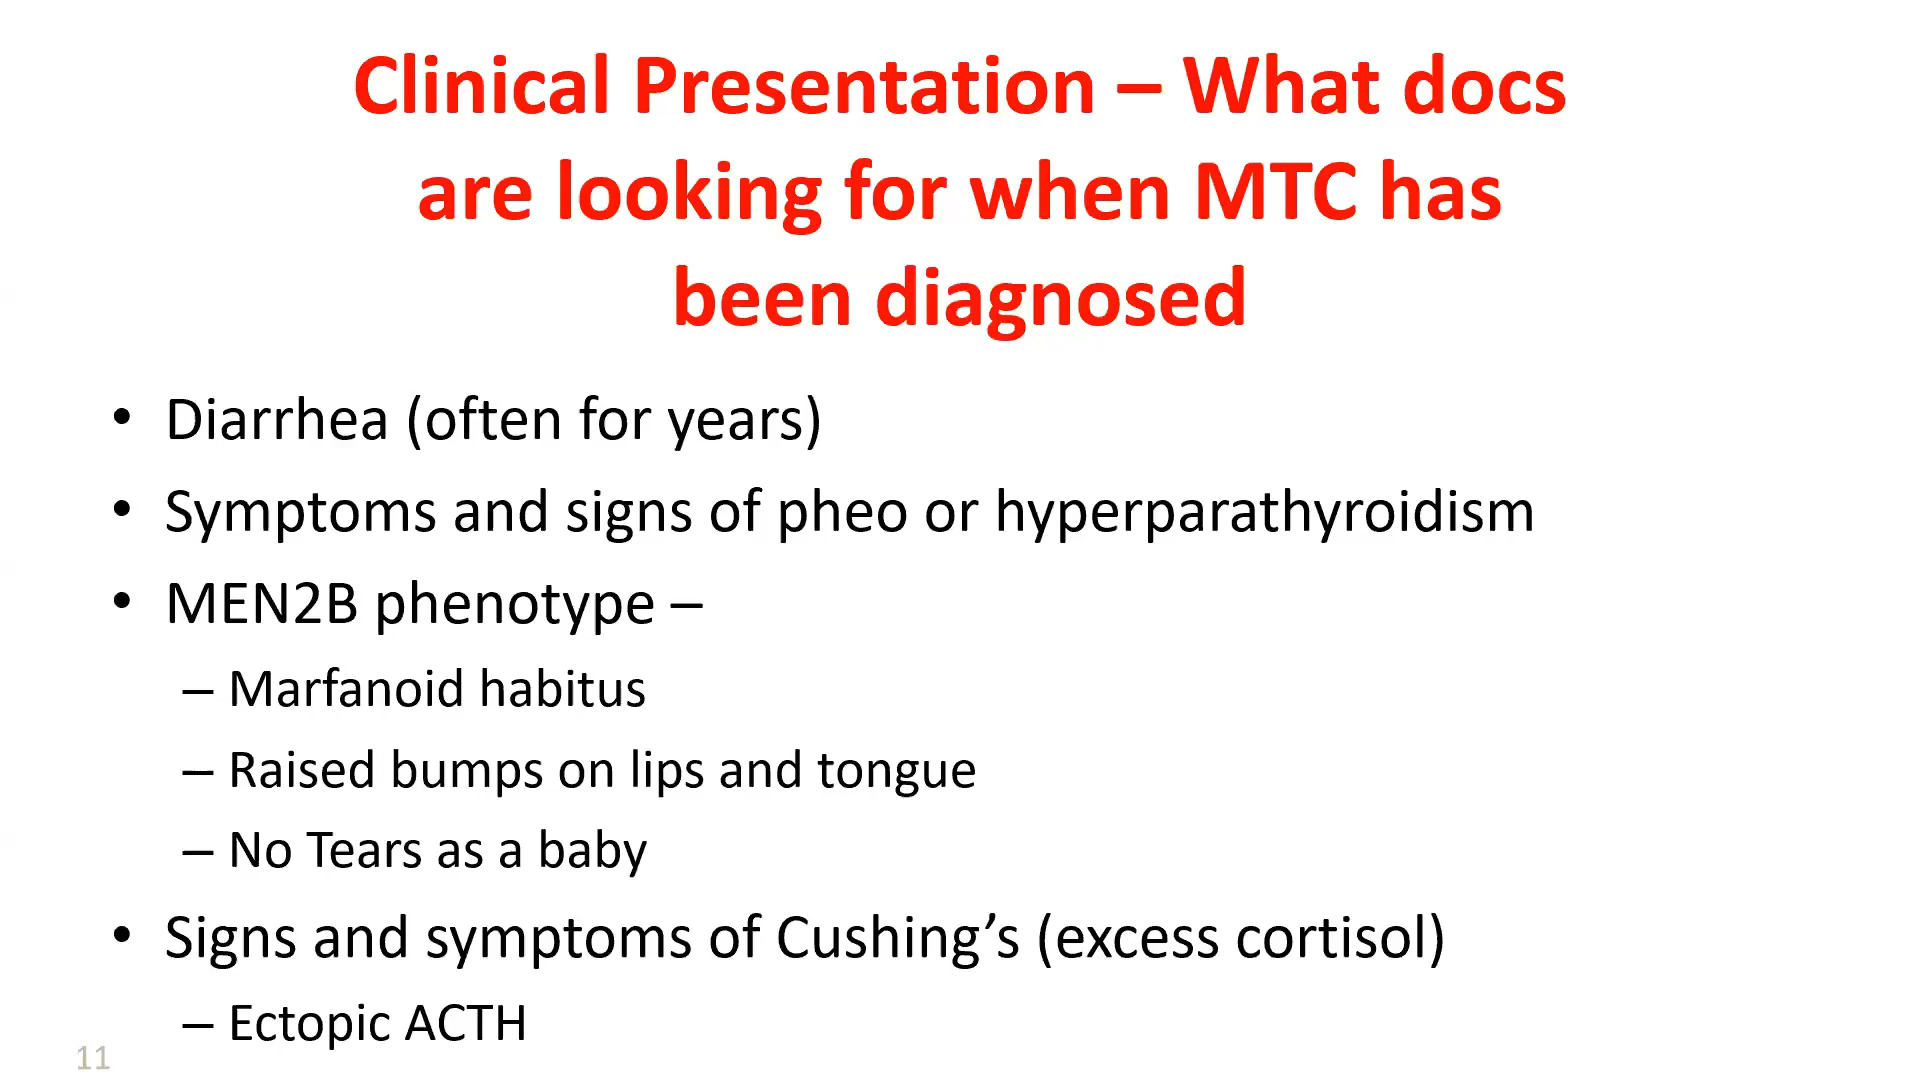 Clinical Presentation – What docs
are looking for when MTC has
been diagnosed
• Diarrhea (often for years)
• Symptoms and signs of pheo or hyperparathyroidism
• MEN2B phenotype –
– Marfanoid habitus
– Raised bumps on lips and tongue
– No Tears as a baby
• Signs and symptoms of Cushing’s (excess cortisol)
– Ectopic ACTH
11